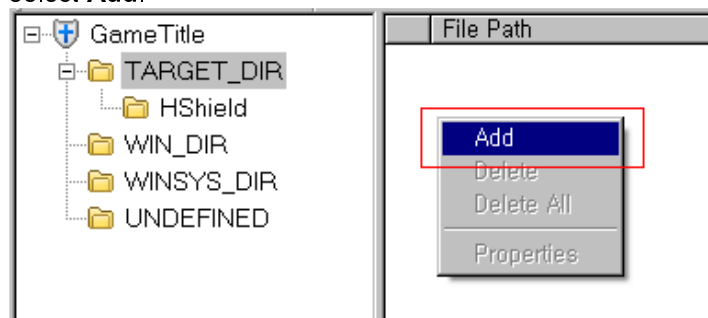 GameTitle
TARGET_DIR
HShield
WIN_DIR
WINSYS_DIR
UNDEFINED
File Path
Add
Delete
Delete All
Properties